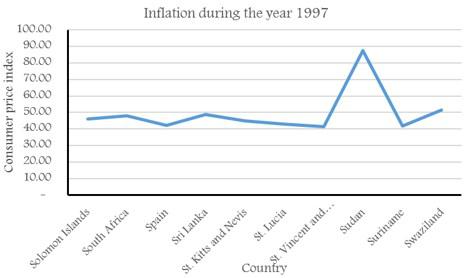 Inflation during the year 1997
Consumer price index
100.00
90.00
80.00
70.00
60.00
50.00
40.00
30.00
20.00
10.00
-
Solomon Islands
South Africa
Spain
Sri Lanka
St. Kitts and Nevis
St. Lucia
St. Vincent and…
Sudan
Suriname
Swaziland
Country